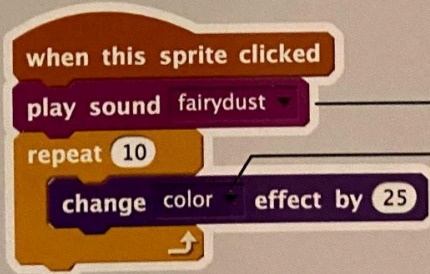 when this sprite clicked
play sound fairydust
repeat 10
change color effect by 25